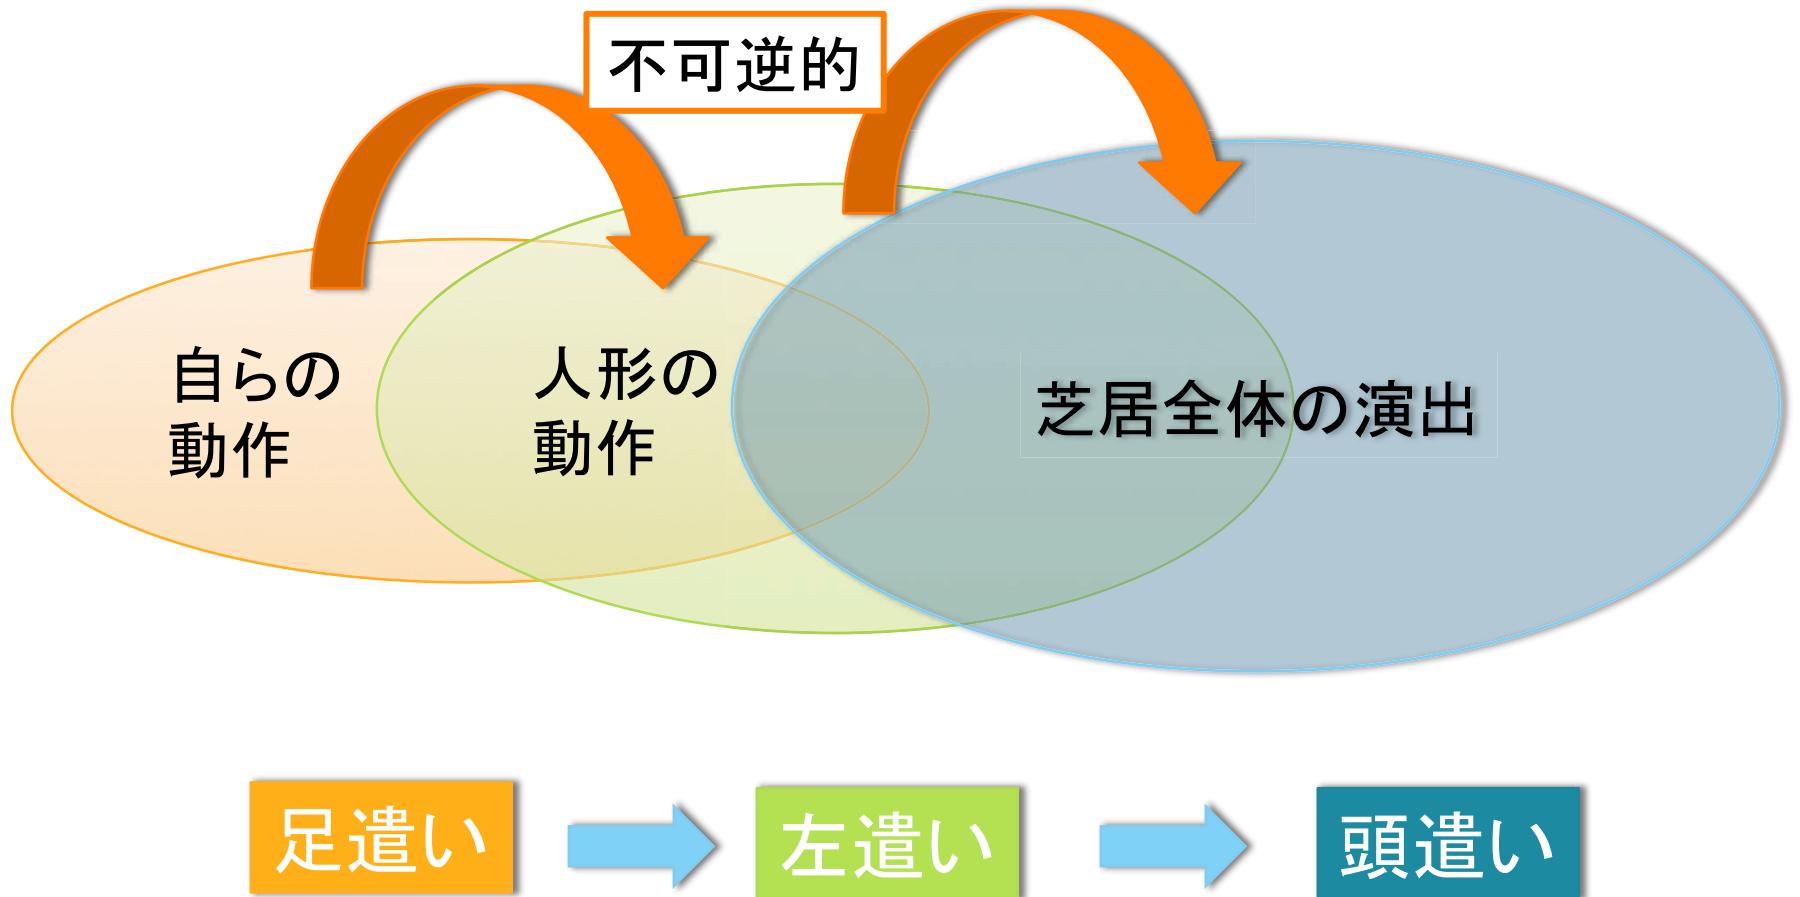 不可逆的
自らの
動作
人形の
動作
芝居全体の演出
足遣い
左遣い
頭遣い